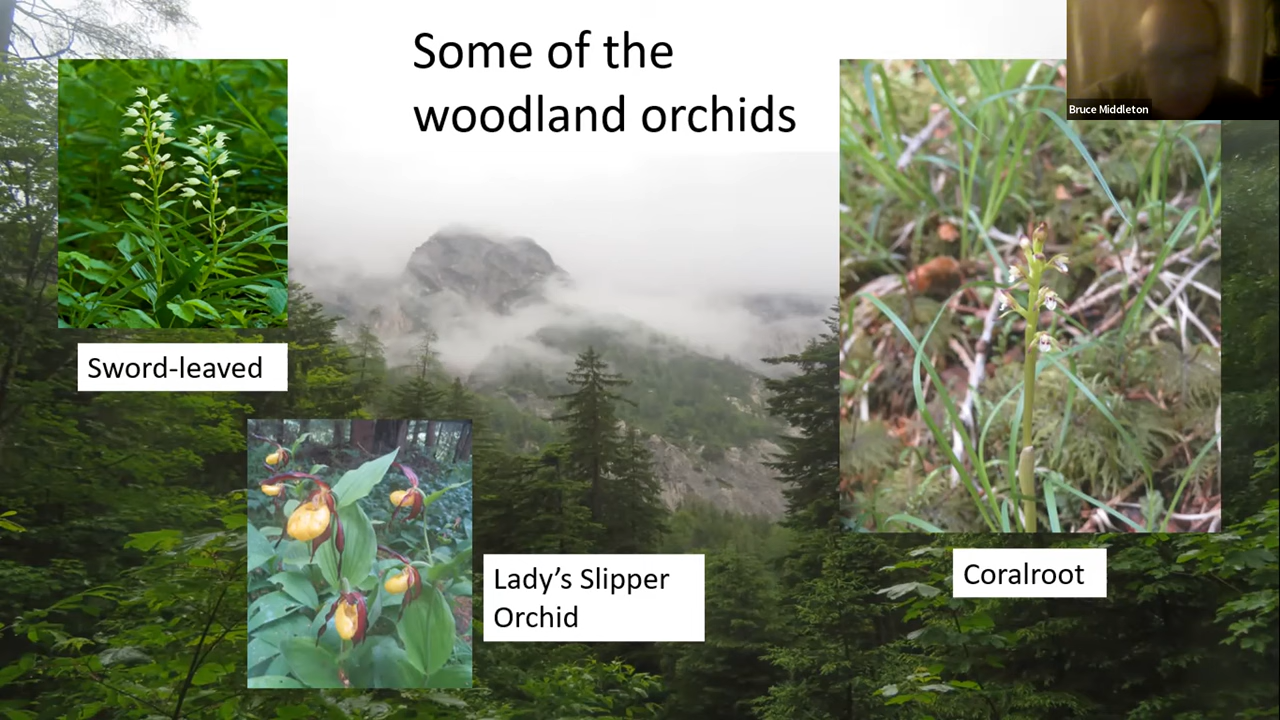 Some of the
woodland orchids
Bruce Middleton
Sword-leaved
Lady’s Slipper
Orchid
Coralroot